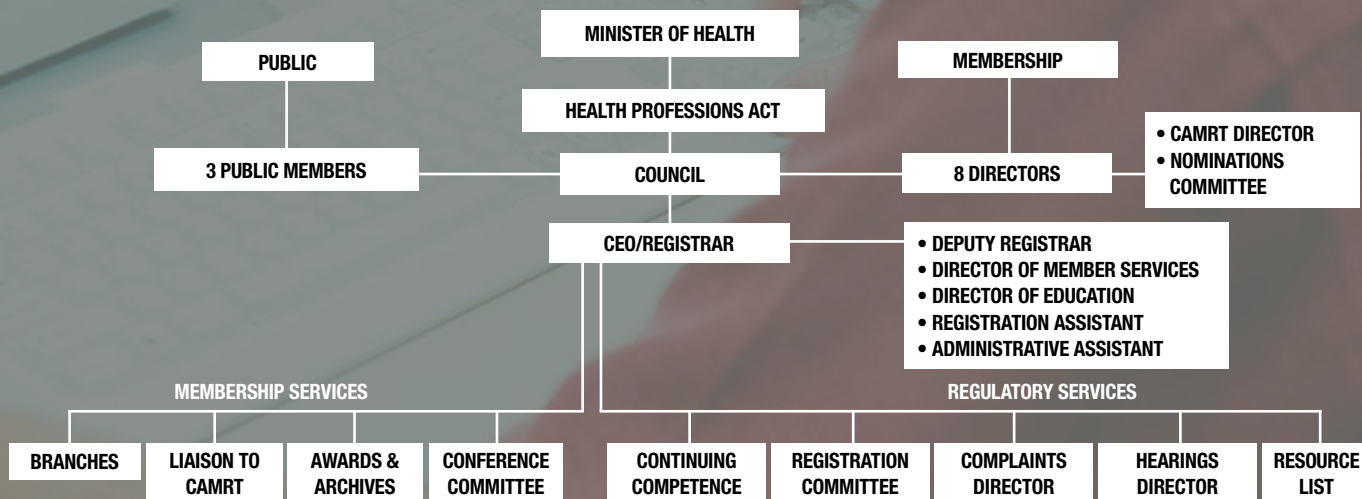 MINISTER OF HEALTH
PUBLIC
MEMBERSHIP
HEALTH PROFESSIONS ACT
3 PUBLIC MEMBERS
COUNCIL
8 DIRECTORS
• CAMRT DIRECTOR
• NOMINATIONS
COMMITTEE
CEO/REGISTRAR
• DEPUTY REGISTRAR
• DIRECTOR OF MEMBER SERVICES
• DIRECTOR OF EDUCATION
• REGISTRATION ASSISTANT
• ADMINISTRATIVE ASSISTANT
MEMBERSHIP SERVICES
BRANCHES
LIAISON TO
CAMRT
AWARDS &
ARCHIVES
CONFERENCE
COMMITTEE
REGULATORY SERVICES
CONTINUING
COMPETENCE
REGISTRATION
COMMITTEE
COMPLAINTS
DIRECTOR
HEARINGS
DIRECTOR
RESOURCE
LIST